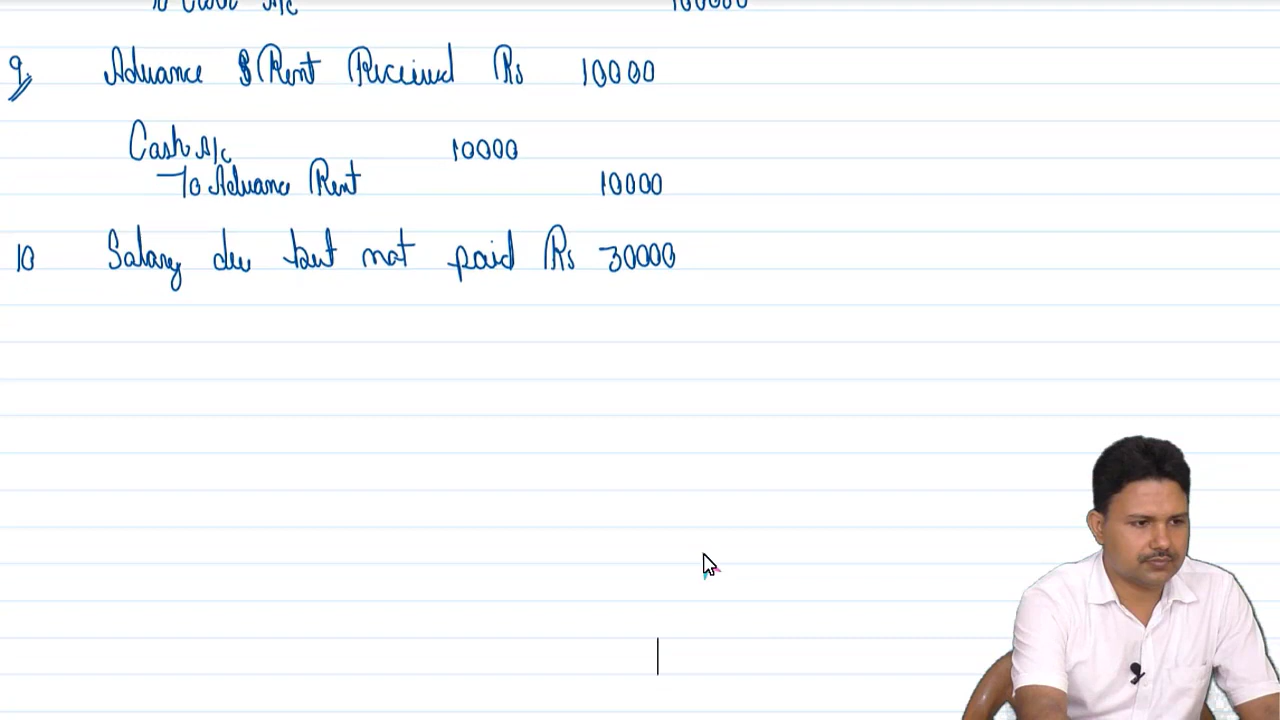 100000
9 Advance Rent Received Rs 10000
Cash A/c 10000
To Advance Rent 10000
10 Salary due but not paid Rs 30000